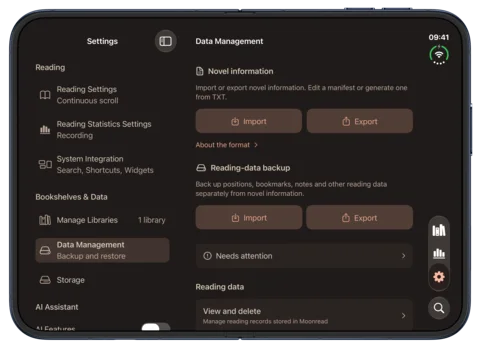 09:41
Settings
Data Management
Reading
Reading Settings
Continuous scroll
Reading Statistics Settings
Recording
System Integration
Search, Shortcuts, Widgets
Bookshelves & Data
Manage Libraries
1 library
Data Management
Backup and restore
Storage
AI Assistant
AI Features
Novel information
Import or export novel information. Edit a manifest or generate one
from TXT.
Import
Export
About the format
Reading-data backup
Back up positions, bookmarks, notes and other reading data
separately from novel information.
Import
Export
Needs attention
Reading data
View and delete
Manage reading records stored in Moonread